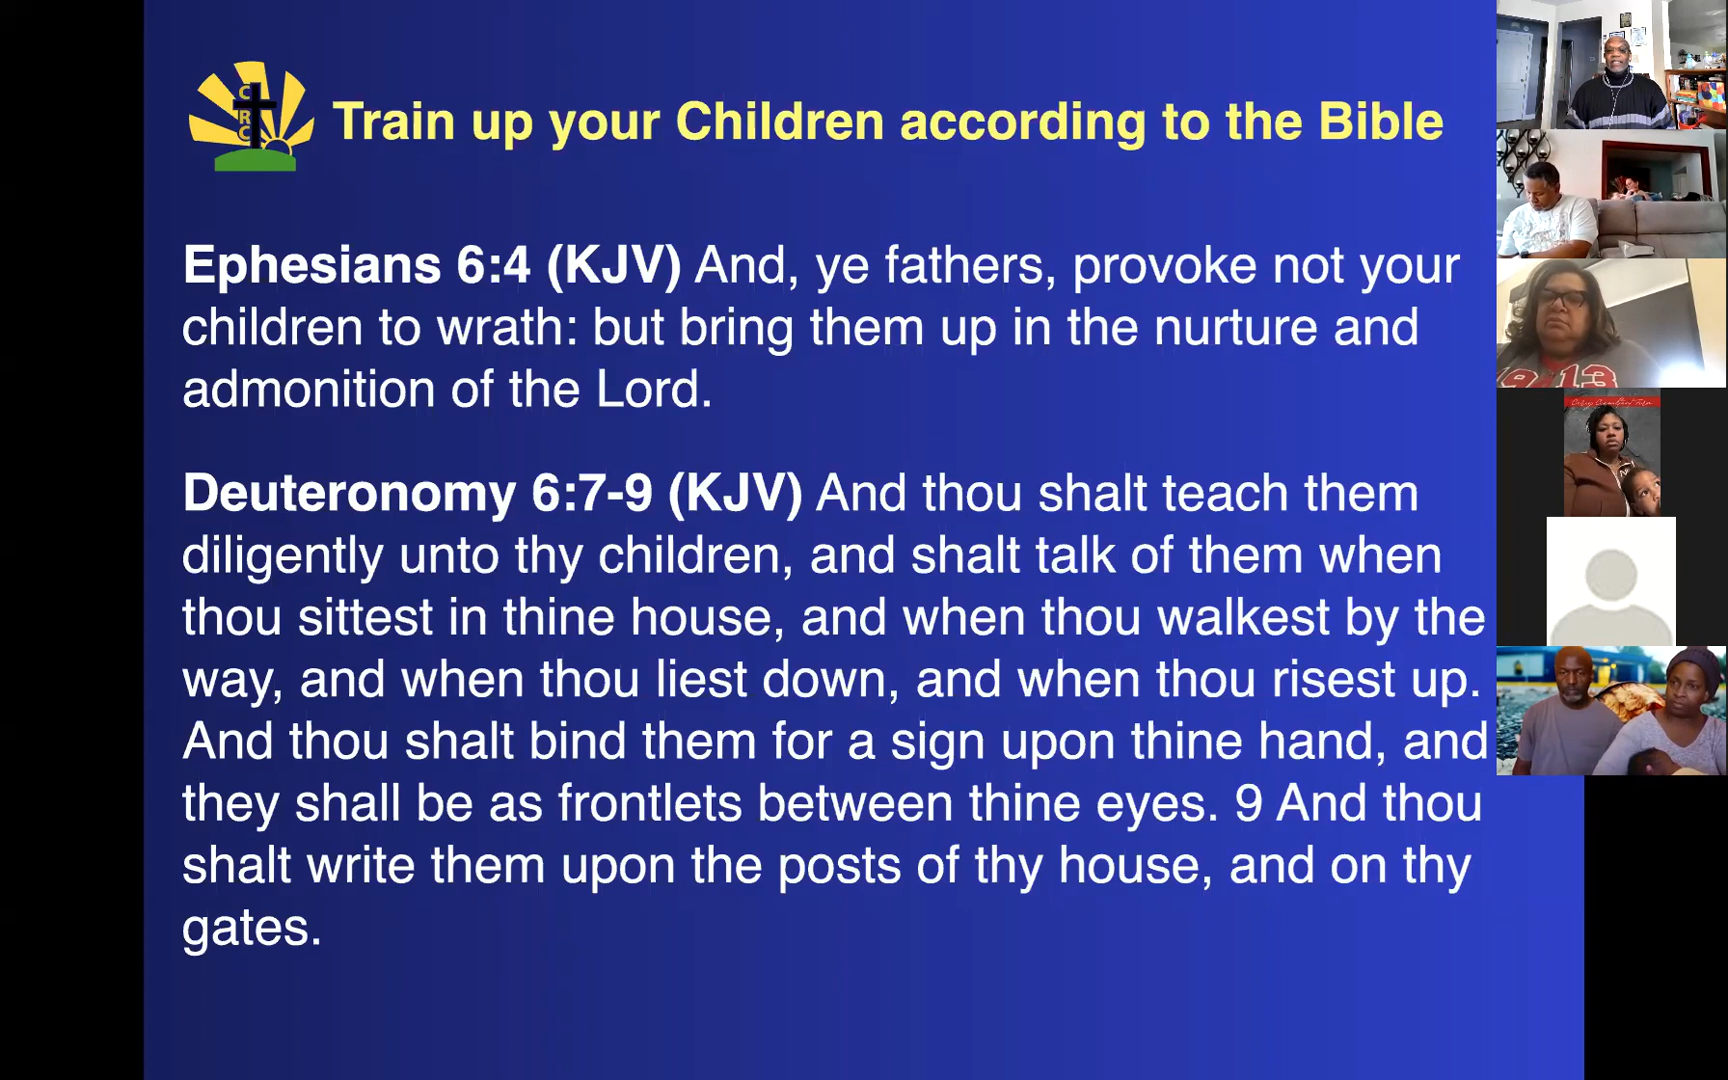 CRC
Train up your Children according to the Bible
Ephesians 6:4 (KJV) And, ye fathers, provoke not your
children to wrath: but bring them up in the nurture and
admonition of the Lord.
Deuteronomy 6:7-9 (KJV) And thou shalt teach them
diligently unto thy children, and shalt talk of them when
thou sittest in thine house, and when thou walkest by the
way, and when thou liest down, and when thou risest up.
And thou shalt bind them for a sign upon thine hand, and
they shall be as frontlets between thine eyes. 9 And thou
shalt write them upon the posts of thy house, and on thy
gates.